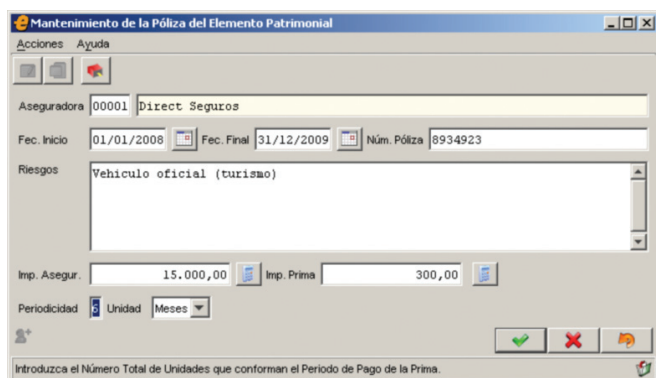 Mantenimiento de la Póliza del Elemento Patrimonial
Acciones Ayuda
Aseguradora 00001 Direct Seguros
Fec. Inicio 01/01/2008 Fec. Final 31/12/2009 Núm. Póliza 8934923
Riesgos Vehiculo oficial (turismo)
Imp. Asegur. 15.000,00 Imp. Prima 300,00
Periodicidad 6 Unidad Meses
Introduzca el Número Total de Unidades que conforman el Periodo de Pago de la Prima.